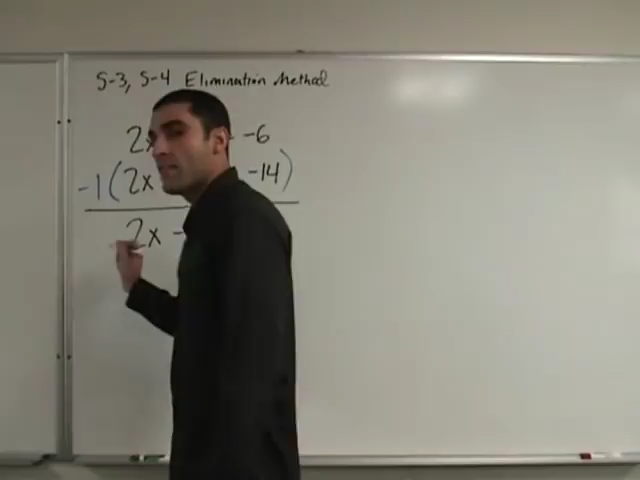 5-3, 5-4 Elimination Method
2x -6
-1(2x -14)
2x -